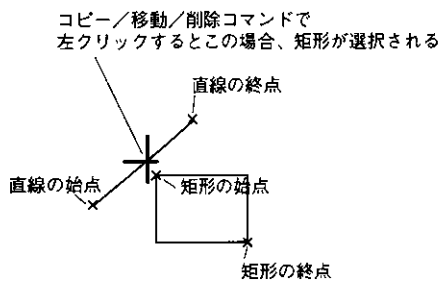 コピー／移動／削除コマンドで
左クリックするとこの場合、矩形が選択される
直線の終点
直線の始点
矩形の始点
矩形の終点